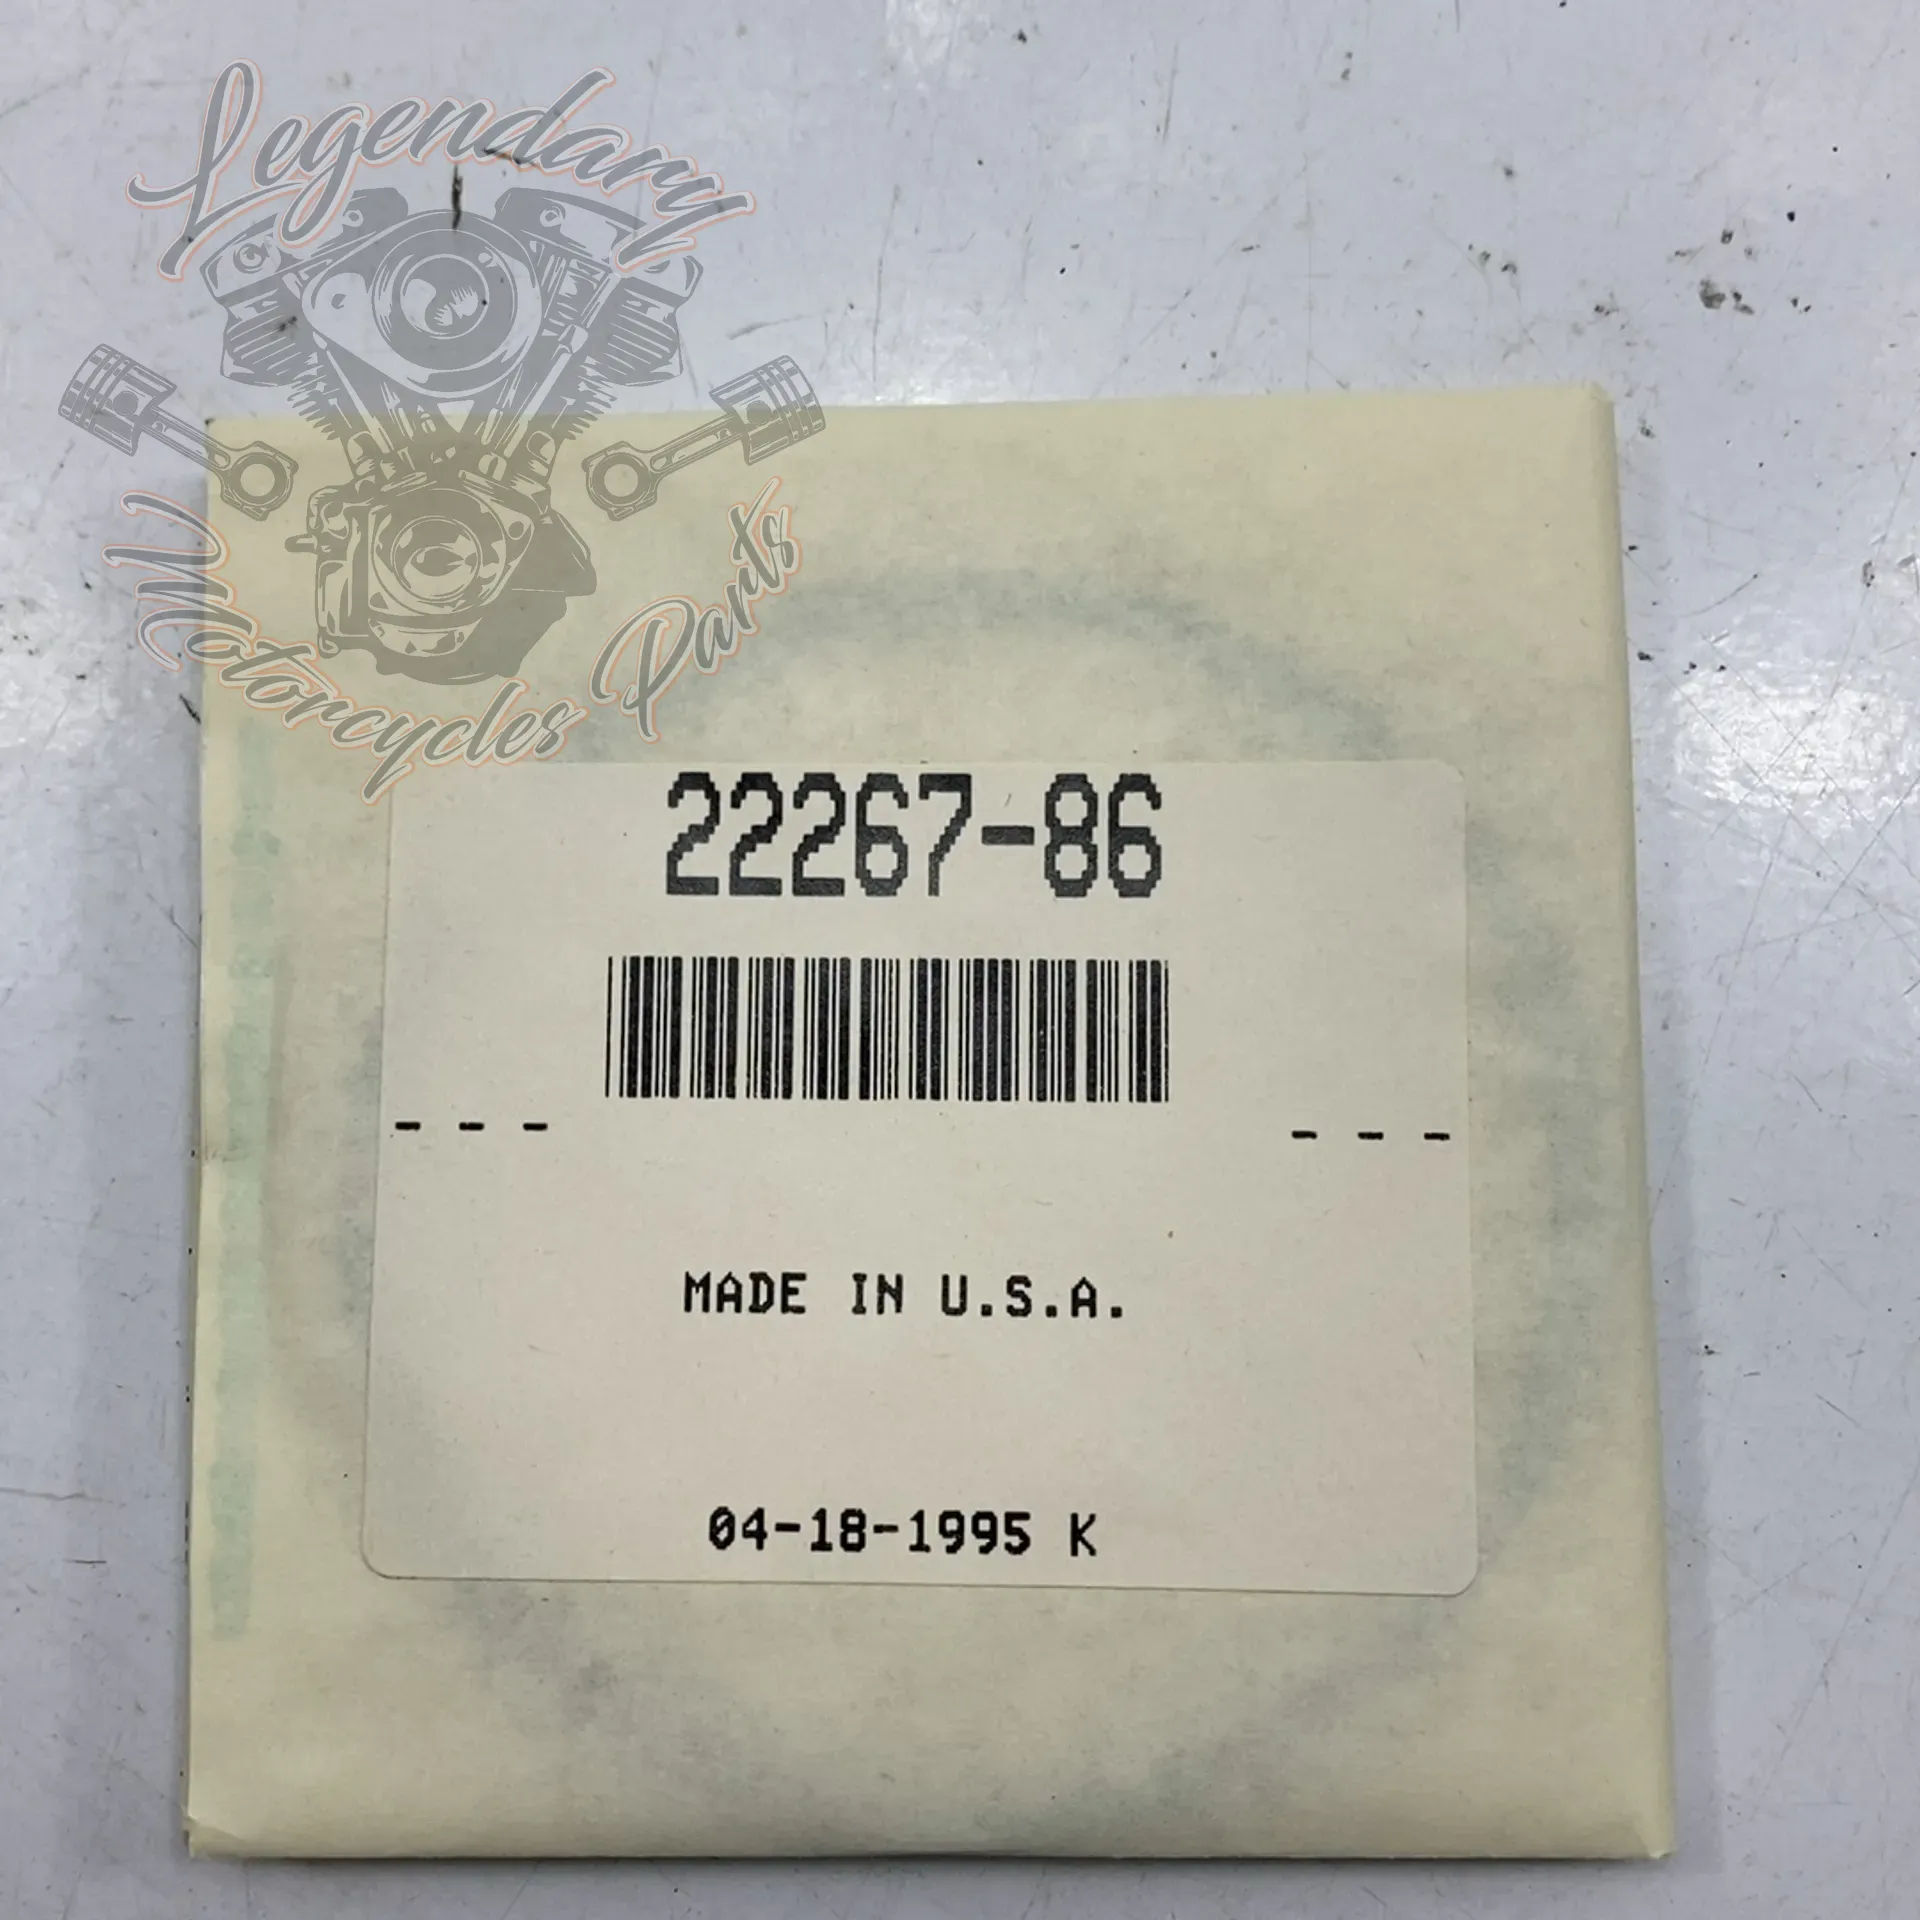 Legendary
Motorcycles Parts
22267-86
- - - - - -
MADE IN U.S.A.
04-18-1995 K